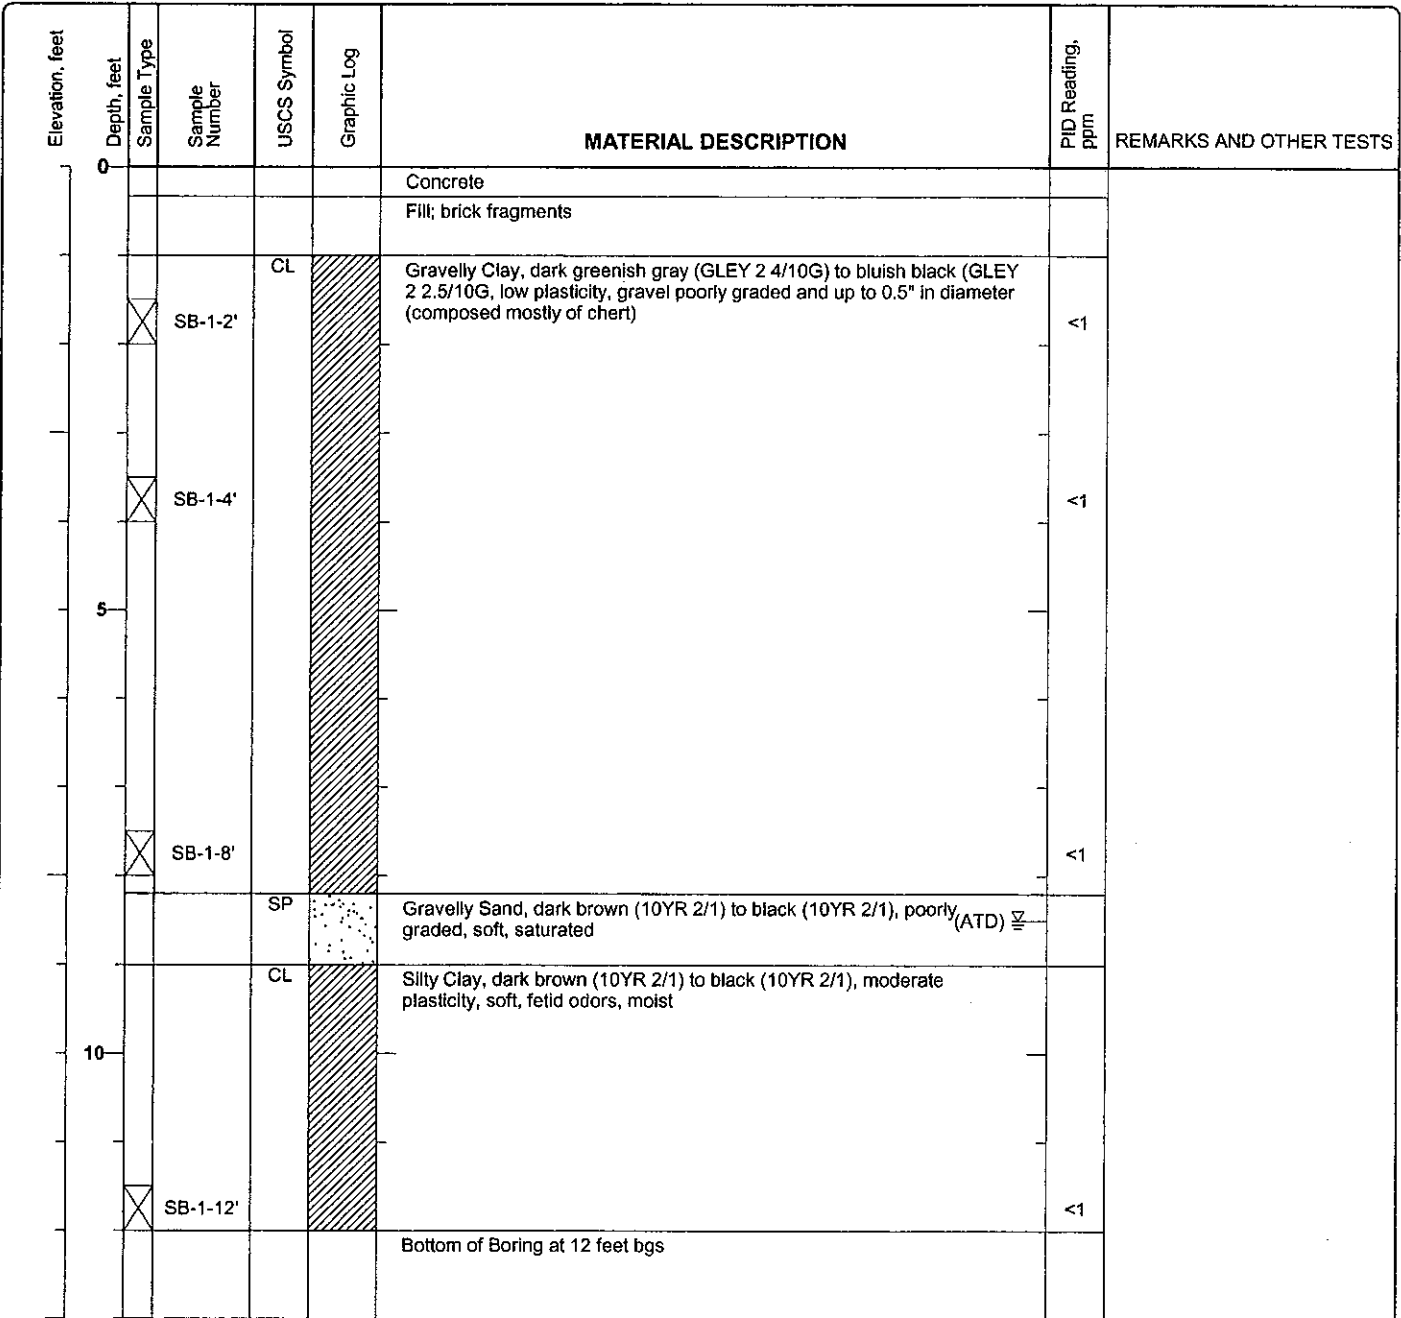 Elevation, feet
Depth, feet
Sample Type
Sample
Number
USCS Symbol
Graphic Log
MATERIAL DESCRIPTION
PID Reading,
ppm
REMARKS AND OTHER TESTS
0
Concrete
Fill; brick fragments
CL
Gravelly Clay, dark greenish gray (GLEY 2 4/10G) to bluish black (GLEY
2 2.5/10G, low plasticity, gravel poorly graded and up to 0.5" in diameter
(composed mostly of chert)
SB-1-2'
<1
SB-1-4'
<1
5
SB-1-8'
<1
SP
Gravelly Sand, dark brown (10YR 2/1) to black (10YR 2/1), poorly
graded, soft, saturated
(ATD)
CL
Silty Clay, dark brown (10YR 2/1) to black (10YR 2/1), moderate
plasticity, soft, fetid odors, moist
10
SB-1-12'
<1
Bottom of Boring at 12 feet bgs